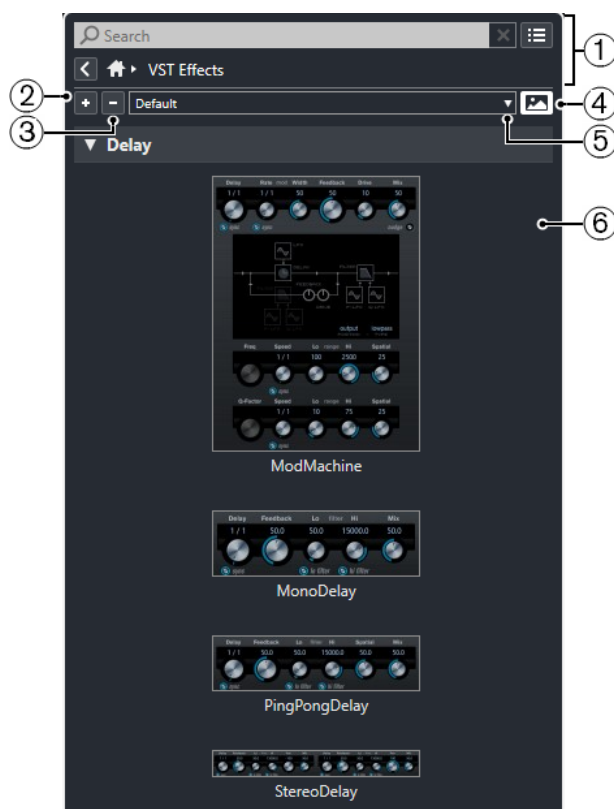 Search
1
VST Effects
2
Default
4
3
5
Delay
6
Delay Rate mod Width Feedback Drive Mix
1/1 1/1 50 50 10 50
sync sync nudge
LFO
DELAY
FEEDBACK
output lowpass
Freq Speed Lo range Hi Spatial
1/1 100 2500 25
sync
Q-Factor Speed Lo range Hi Spatial
1/1 10 75 25
sync
ModMachine
Delay Feedback Lo filter Hi Mix
1/1 50.0 50.0 15000.0 50.0
sync lo filter hi filter
MonoDelay
Delay Feedback Lo filter Hi Spatial Mix
1/1 50.0 50.0 15000.0 50.0 50.0
sync lo filter hi filter
PingPongDelay
StereoDelay